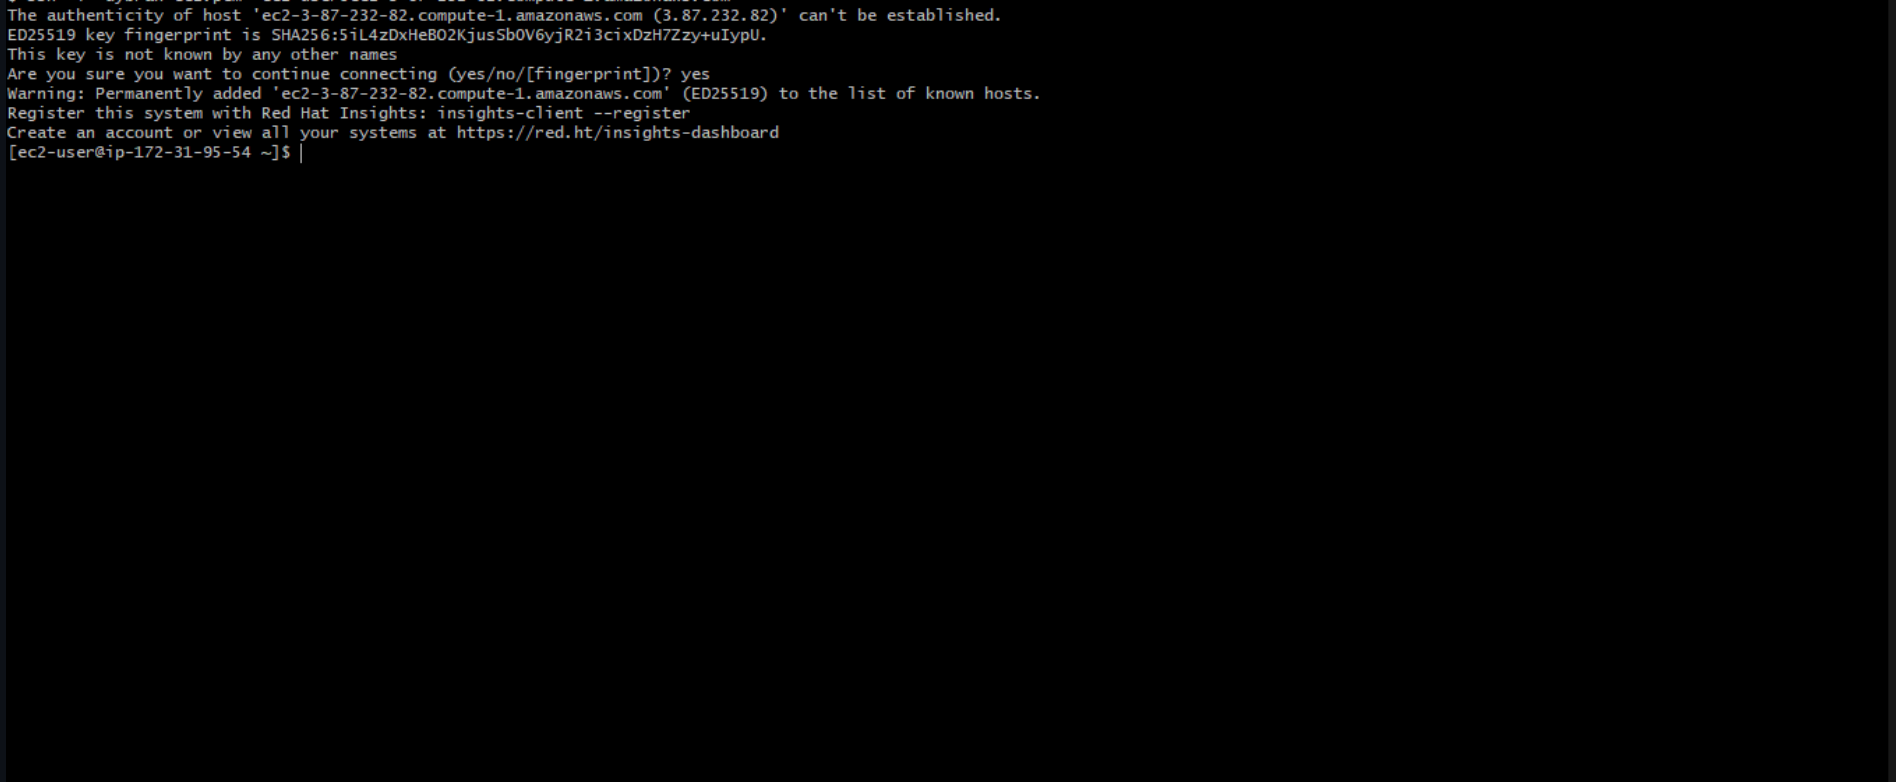 The authenticity of host 'ec2-3-87-232-82.compute-1.amazonaws.com (3.87.232.82)' can't be established.
ED25519 key fingerprint is SHA256:5iL4zDxHeBO2KjusSbOV6yjR2i3cixDzH7Zzy+uIypU.
This key is not known by any other names
Are you sure you want to continue connecting (yes/no/[fingerprint])? yes
Warning: Permanently added 'ec2-3-87-232-82.compute-1.amazonaws.com' (ED25519) to the list of known hosts.
Register this system with Red Hat Insights: insights-client --register
Create an account or view all your systems at https://red.ht/insights-dashboard
[ec2-user@ip-172-31-95-54 ~]$